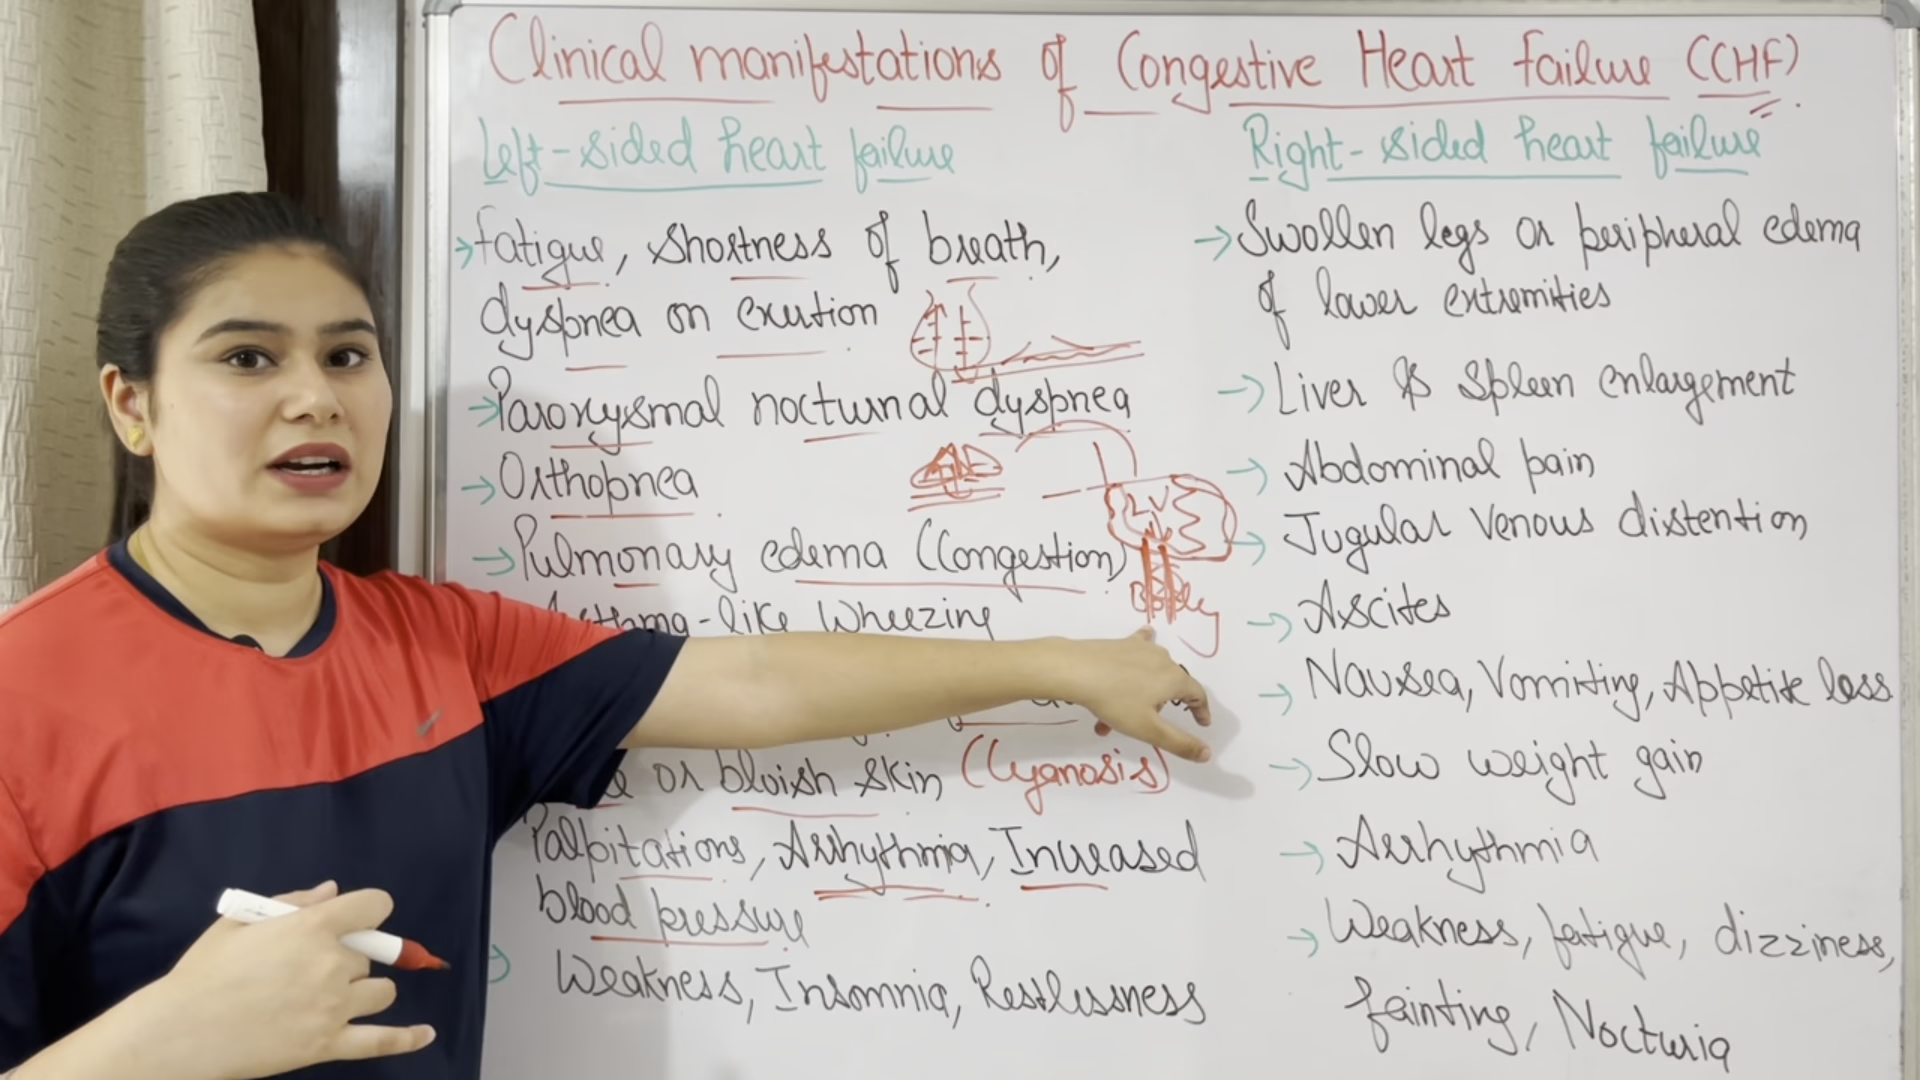 Clinical manifestations of Congestive Heart failure (CHF)
Left-sided heart failure
fatigue, shortness of breath,
dyspnea on exertion
Paroxysmal nocturnal dyspnea
Orthopnea
Pulmonary edema (Congestion)
-like Wheezing
or bluish skin (Cyanosis)
Palpitations, Arrhythmia, Increased
blood pressure
Weakness, Insomnia, Restlessness
LV
Body
Right-sided heart failure
→ Swollen legs or peripheral edema
of lower extremities
→ Liver & Spleen enlargement
→ Abdominal pain
→ Jugular Venous distention
→ Ascites
→ Nausea, Vomiting, Appetite loss
→ Slow weight gain
→ Arrhythmia
→ Weakness, fatigue, dizziness,
fainting, Nocturia